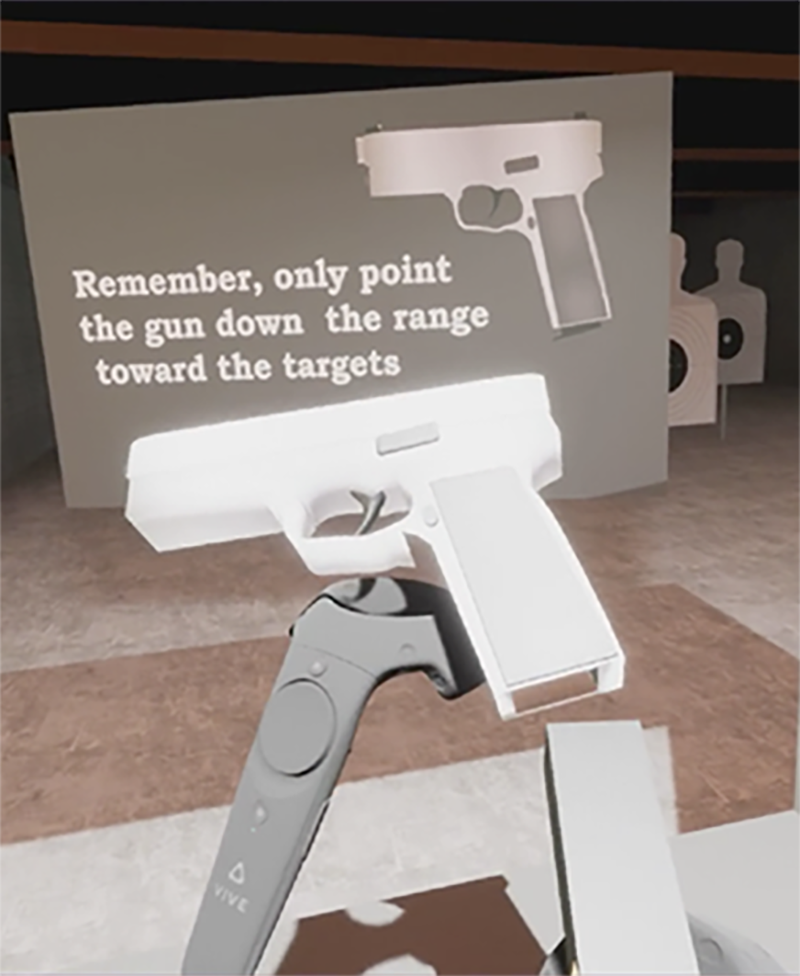 Remember, only point
the gun down the range
toward the targets
VIVE